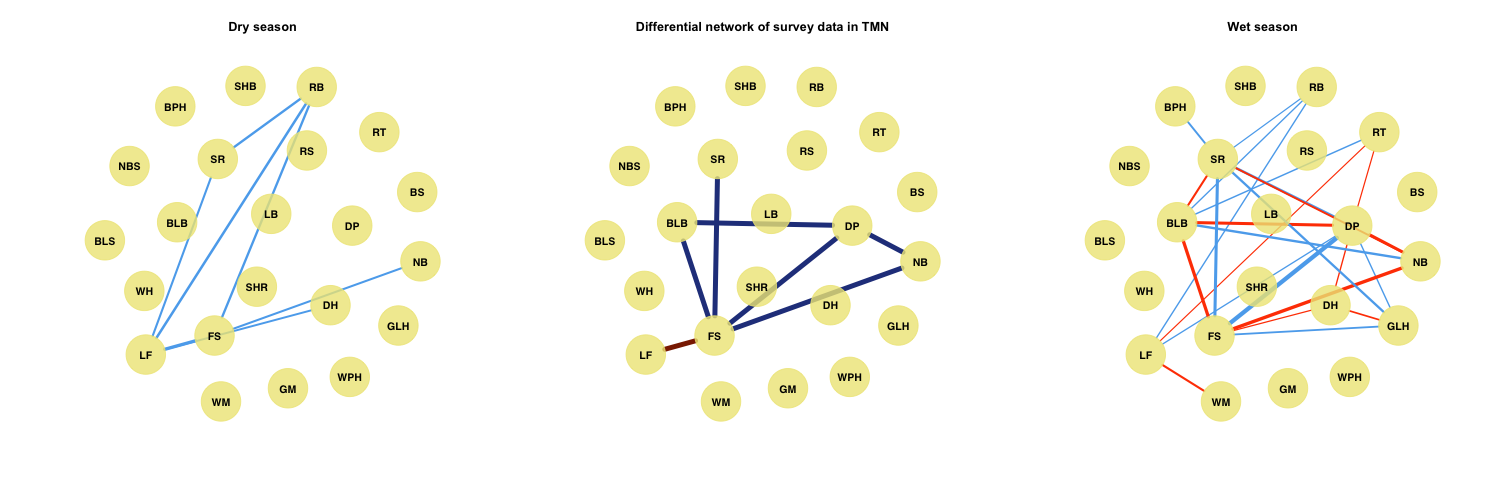 Dry season
SHB
RB
BPH
RT
RS
SR
NBS
BS
LB
BLB
DP
BLS
NB
SHR
WH
DH
GLH
FS
LF
WPH
GM
WM
Differential network of survey data in TMN
SHB
RB
BPH
RT
RS
SR
NBS
BS
LB
BLB
DP
BLS
NB
SHR
WH
DH
GLH
FS
LF
WPH
GM
WM
Wet season
SHB
RB
BPH
RT
RS
SR
NBS
BS
LB
BLB
DP
BLS
NB
SHR
WH
DH
GLH
FS
LF
WPH
GM
WM